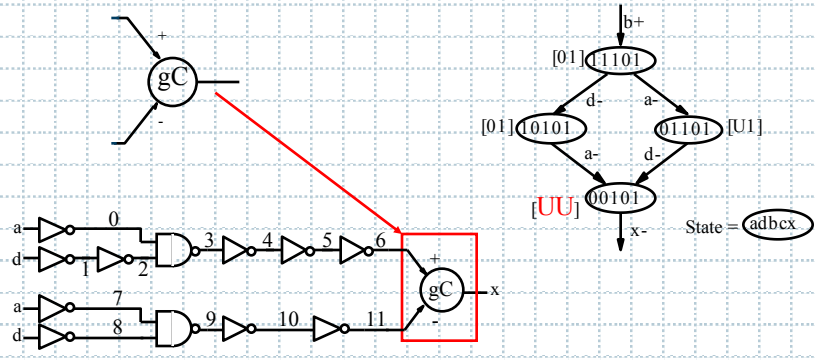 +
gC
-
b+
[01] 11101
d- a-
[01] 10101 01101 [U1]
a- d-
[UU] 00101
x-
State = adbcx
a 0
d 1 2 3 4 5 6
+
gC x
-
a 7
d 8 9 10 11